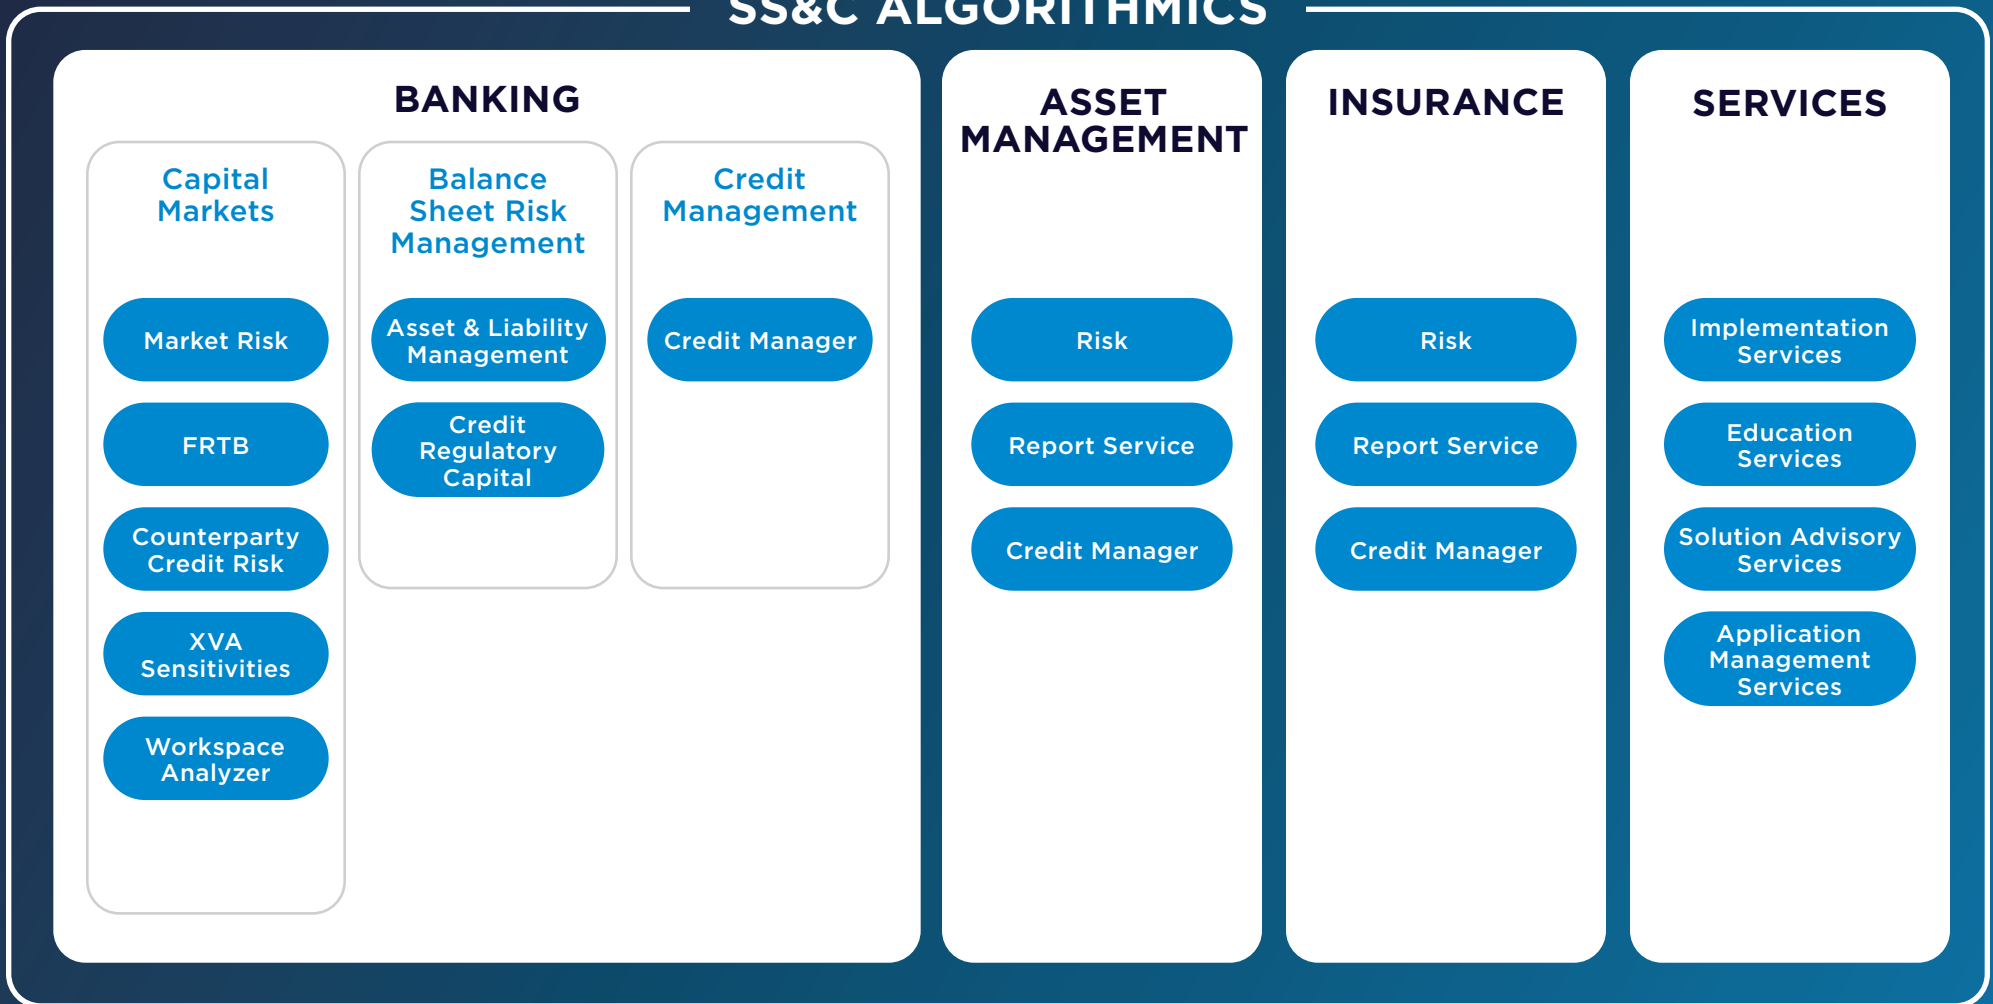 SS&C ALGORITHMICS
BANKING
Capital
Markets
Market Risk
FRTB
Counterparty
Credit Risk
XVA
Sensitivities
Workspace
Analyzer
Balance
Sheet Risk
Management
Asset & Liability
Management
Credit
Regulatory
Capital
Credit
Management
Credit Manager
ASSET
MANAGEMENT
Risk
Report Service
Credit Manager
INSURANCE
Risk
Report Service
Credit Manager
SERVICES
Implementation
Services
Education
Services
Solution Advisory
Services
Application
Management
Services